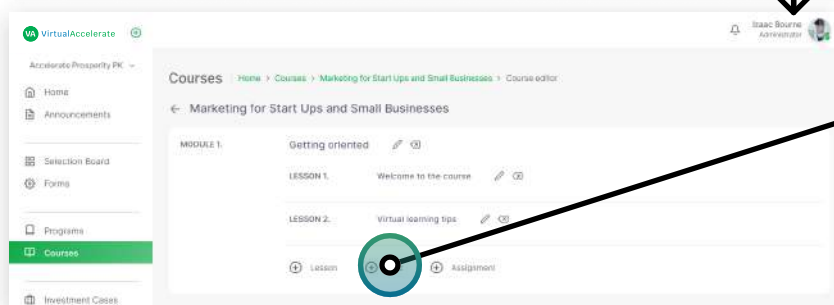 VA VirtualAccelerate
Izaac Bourne
Administrator
Accelerate Prosperity PK
Home
Announcements
Selection Board
Forms
Programs
Courses
Investment Cases
Courses Home > Courses > Marketing for Start Ups and Small Businesses > Course editor
← Marketing for Start Ups and Small Businesses
MODULE 1. Getting oriented
LESSON 1. Welcome to the course
LESSON 2. Virtual learning tips
Lesson
Assignment